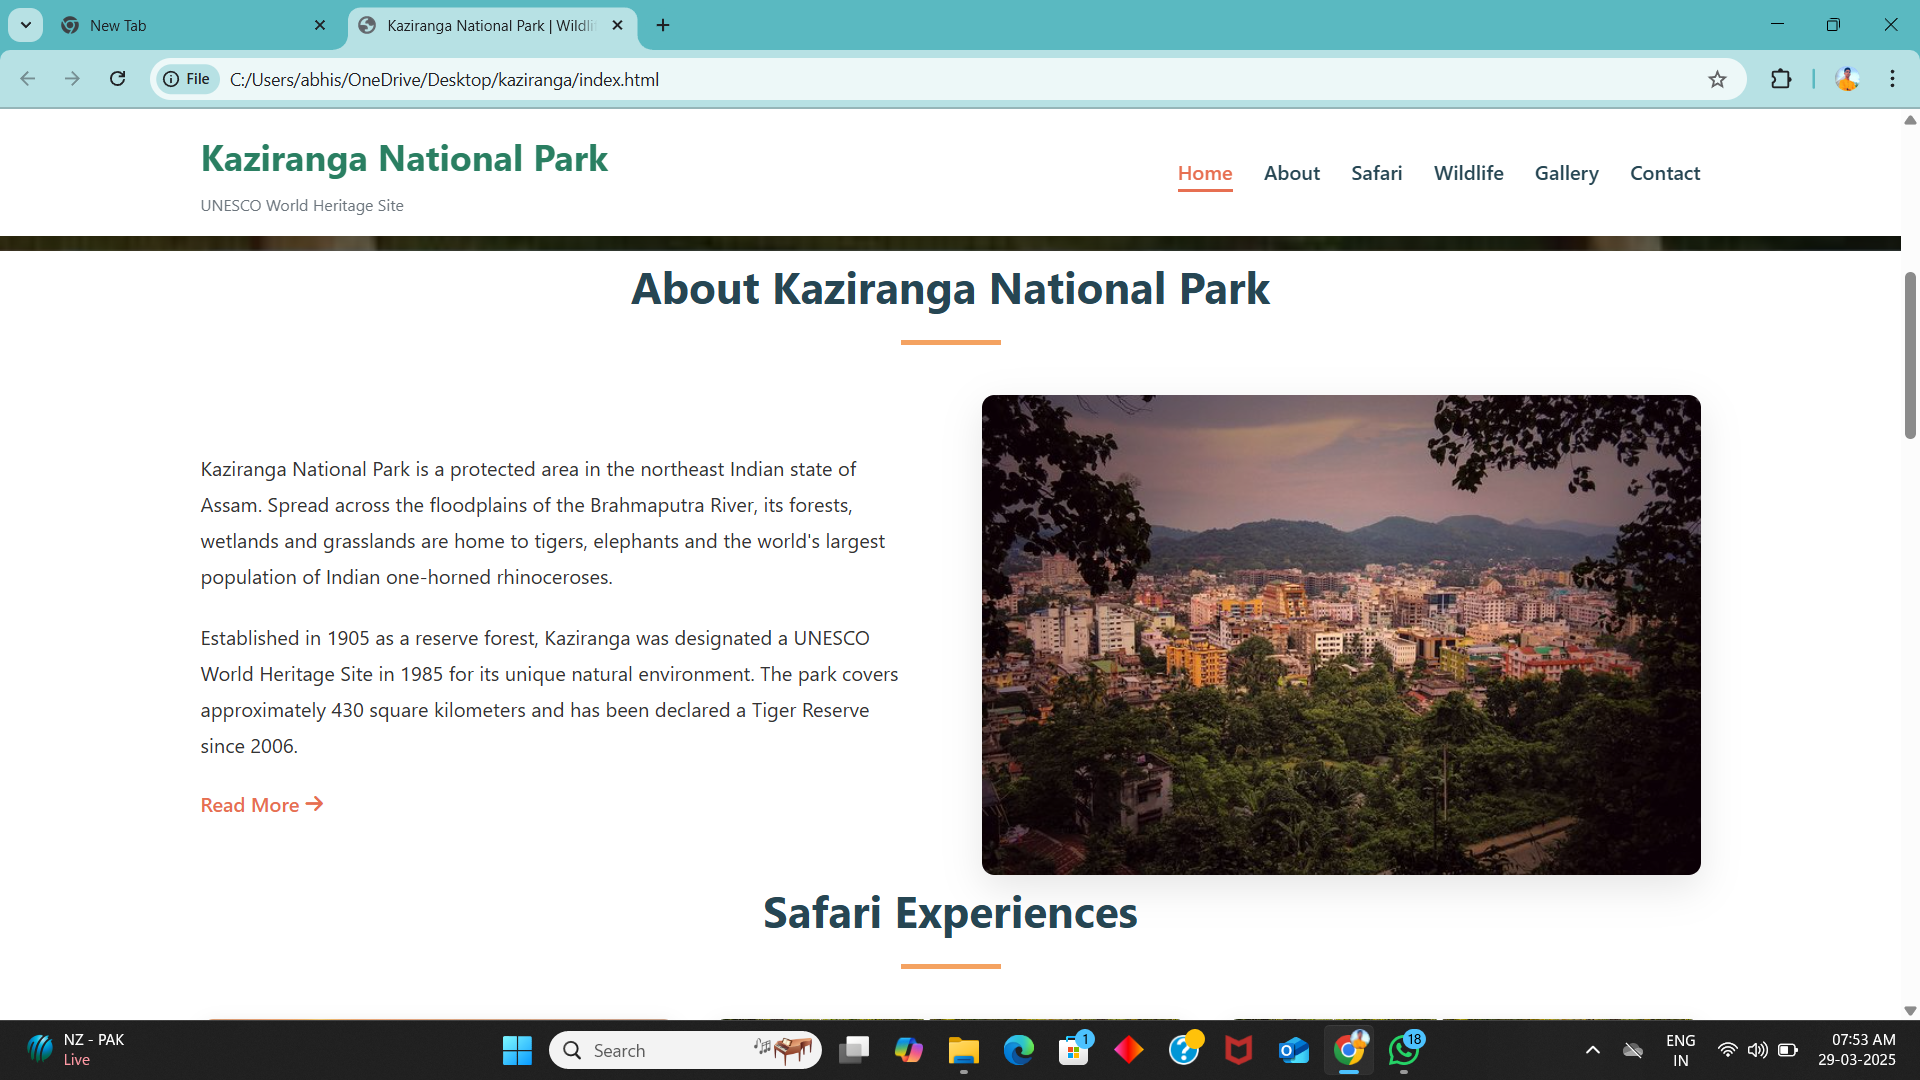 New Tab
Kaziranga National Park | Wildli
File
C:/Users/abhis/OneDrive/Desktop/kaziranga/index.html
Kaziranga National Park
UNESCO World Heritage Site
Home
About
Safari
Wildlife
Gallery
Contact
About Kaziranga National Park
Kaziranga National Park is a protected area in the northeast Indian state of
Assam. Spread across the floodplains of the Brahmaputra River, its forests,
wetlands and grasslands are home to tigers, elephants and the world's largest
population of Indian one-horned rhinoceroses.
Established in 1905 as a reserve forest, Kaziranga was designated a UNESCO
World Heritage Site in 1985 for its unique natural environment. The park covers
approximately 430 square kilometers and has been declared a Tiger Reserve
since 2006.
Read More
Safari Experiences
NZ - PAK
Live
Search
1
18
ENG
IN
07:53 AM
29-03-2025